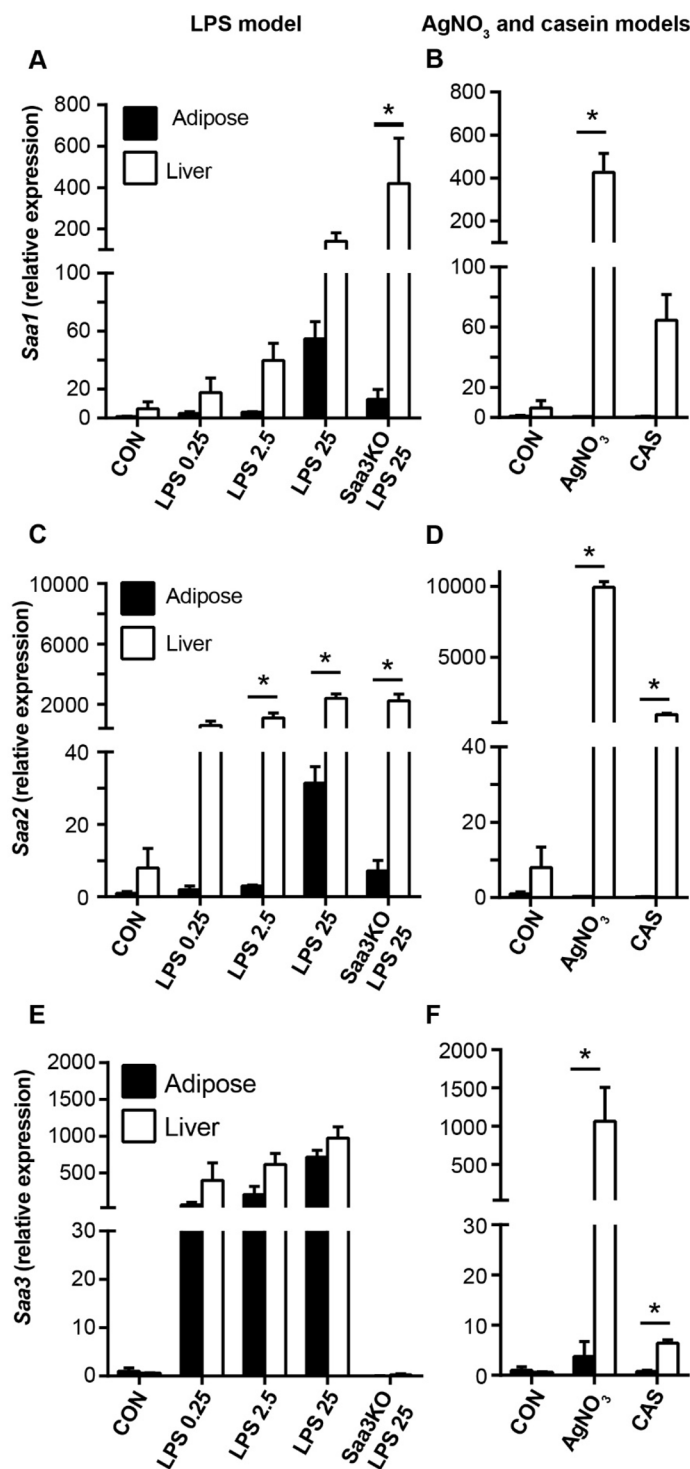 LPS model
AgNO₃ and casein models
A
Saa1 (relative expression)
800
600
400
200
100
60
20
0
Adipose
Liver
*
CON
LPS 0.25
LPS 2.5
LPS 25
Saa3KO
LPS 25
B
800
600
400
200
100
60
20
0
*
CON
AgNO₃
CAS
C
Saa2 (relative expression)
10000
6000
2000
40
20
0
Adipose
Liver
*
*
*
CON
LPS 0.25
LPS 2.5
LPS 25
Saa3KO
LPS 25
D
10000
5000
40
20
0
*
*
CON
AgNO₃
CAS
E
Saa3 (relative expression)
2000
1500
1000
500
30
20
10
0
Adipose
Liver
CON
LPS 0.25
LPS 2.5
LPS 25
Saa3KO
LPS 25
F
2000
1500
1000
500
30
20
10
0
*
*
CON
AgNO₃
CAS